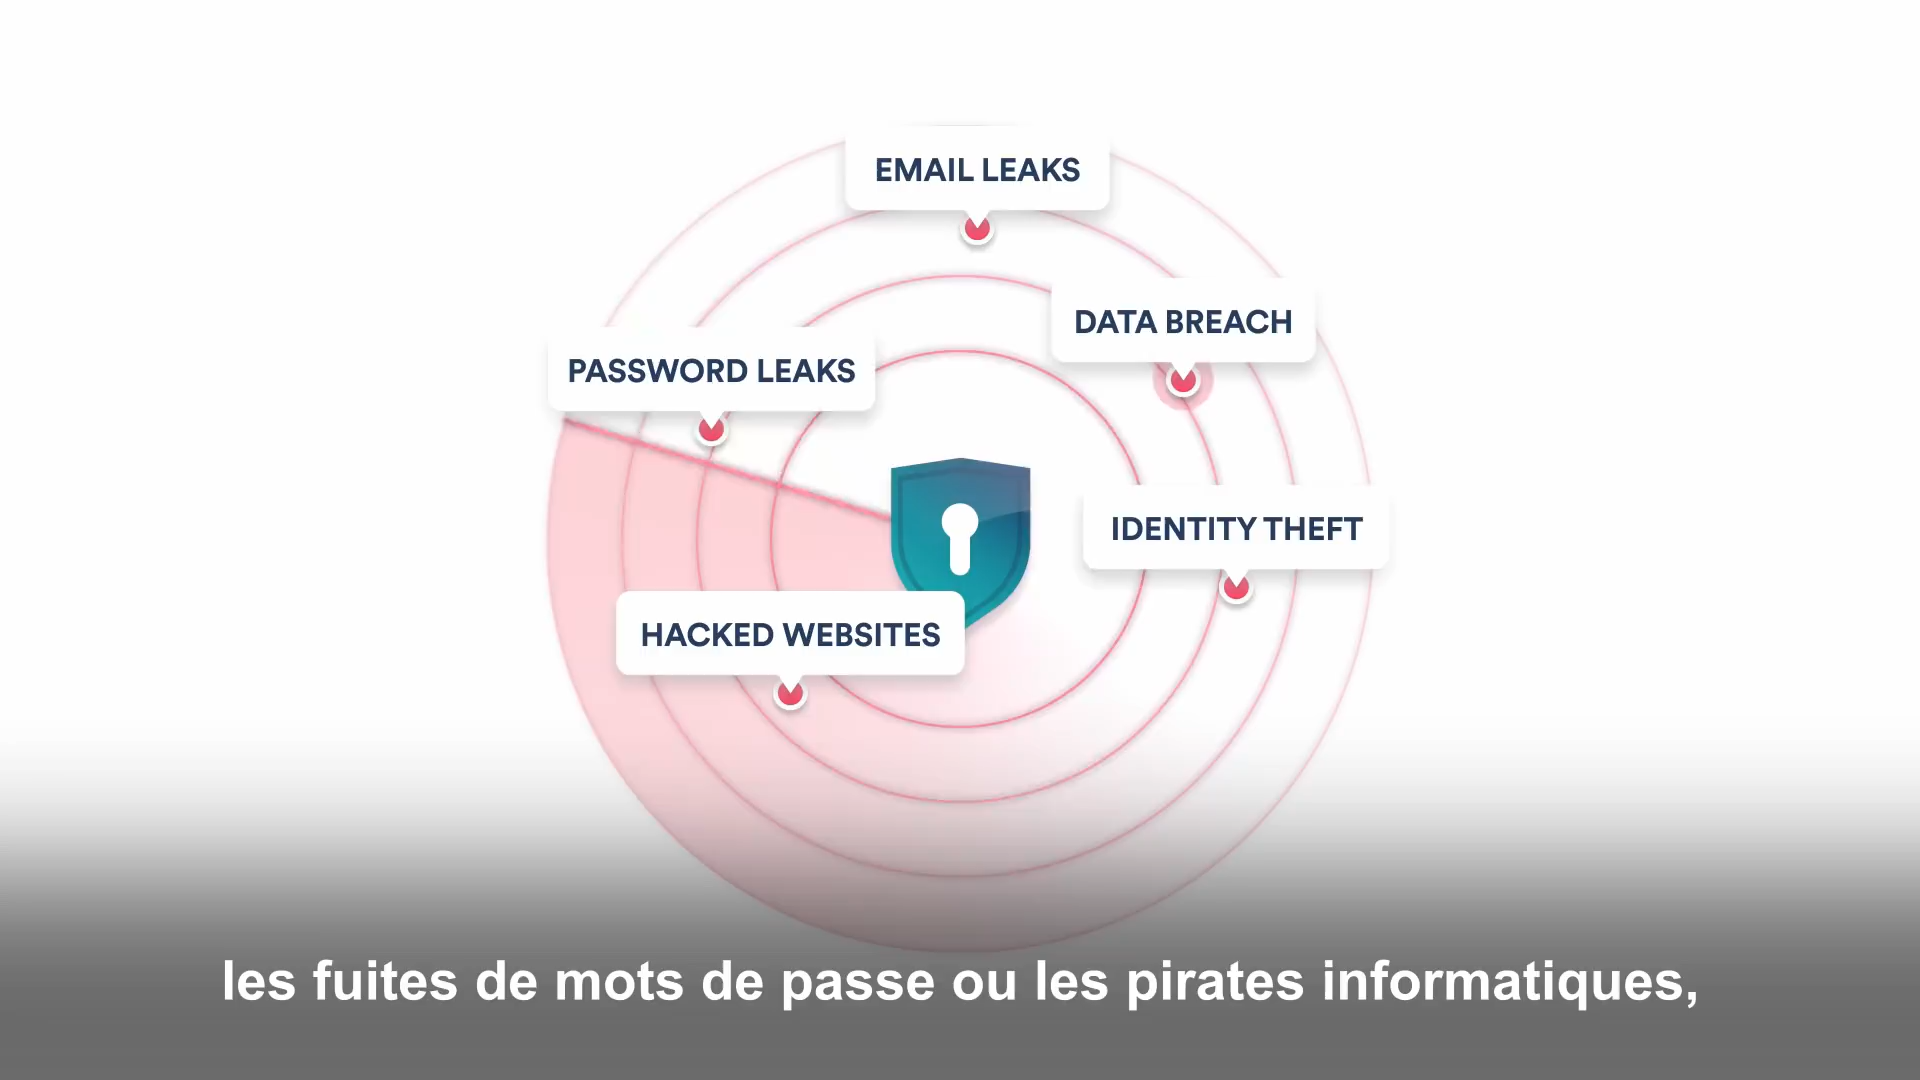 EMAIL LEAKS
DATA BREACH
PASSWORD LEAKS
IDENTITY THEFT
HACKED WEBSITES
les fuites de mots de passe ou les pirates informatiques,